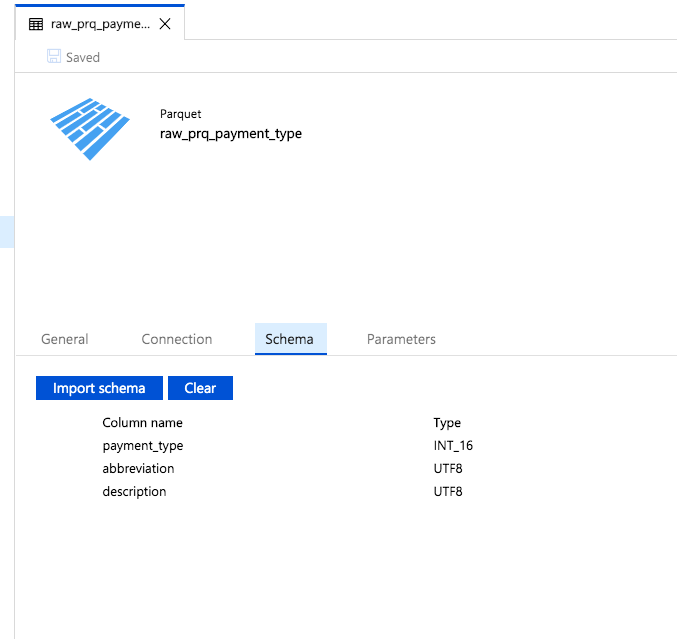 raw_prq_payme...
Saved
Parquet
raw_prq_payment_type
General Connection Schema Parameters
Import schema Clear
Column name Type
payment_type INT_16
abbreviation UTF8
description UTF8